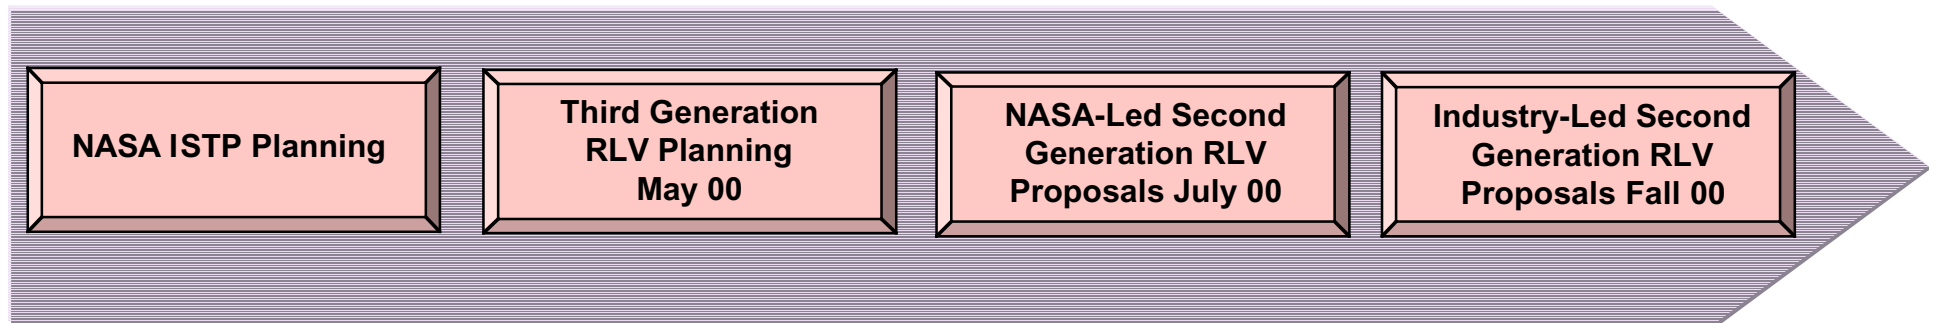 NASA ISTP Planning
Third Generation
RLV Planning
May 00
NASA-Led Second
Generation RLV
Proposals July 00
Industry-Led Second
Generation RLV
Proposals Fall 00